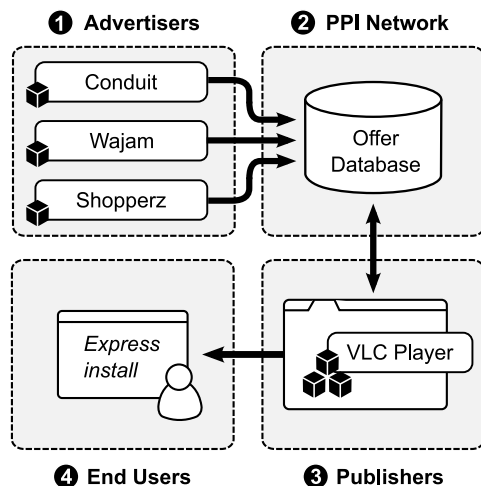 ❶ Advertisers
❷ PPI Network
Conduit
Wajam
Shopperz
Offer
Database
Express
install
VLC Player
❹ End Users
❸ Publishers